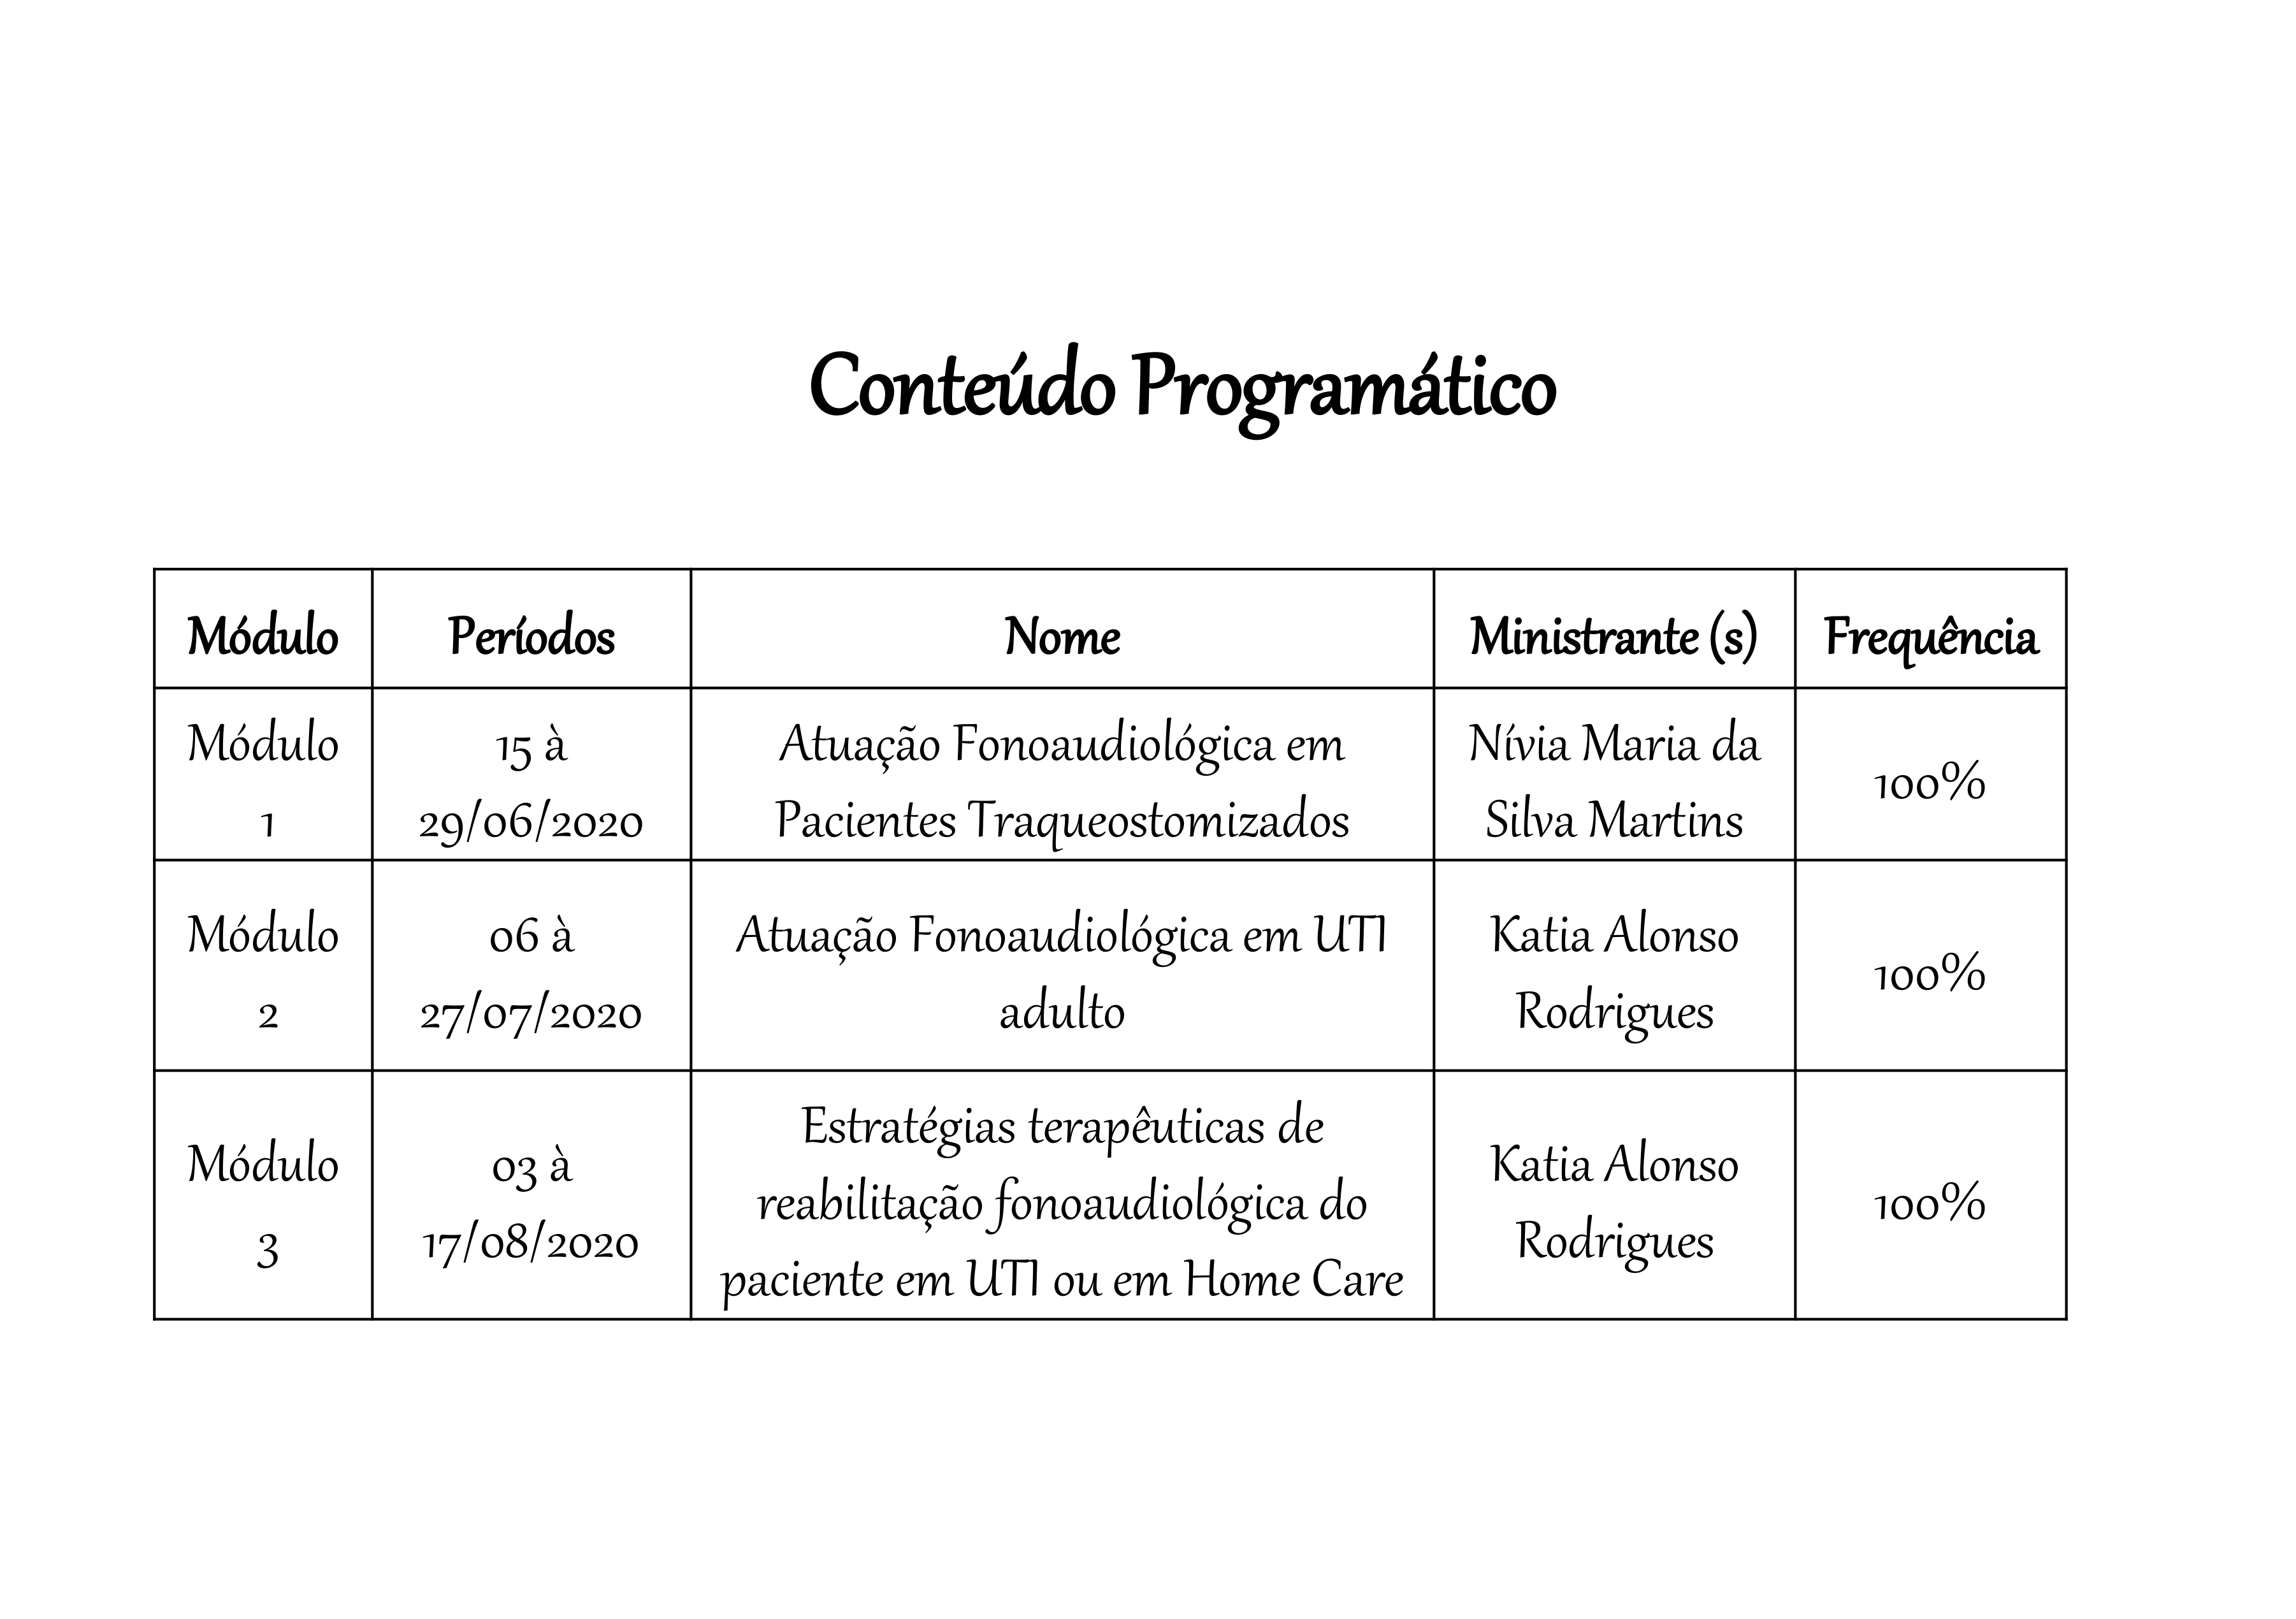 Conteúdo Programático
Módulo Períodos Nome Ministrante (s) Frequência
Módulo
1
15 à
29/06/2020
Atuação Fonoaudiológica em
Pacientes Traqueostomizados
Nívia Maria da
Silva Martins
100%
Módulo
2
06 à
27/07/2020
Atuação Fonoaudiológica em UTI
adulto
Katia Alonso
Rodrigues
100%
Módulo
3
03 à
17/08/2020
Estratégias terapêuticas de
reabilitação fonoaudiológica do
paciente em UTI ou em Home Care
Katia Alonso
Rodrigues
100%